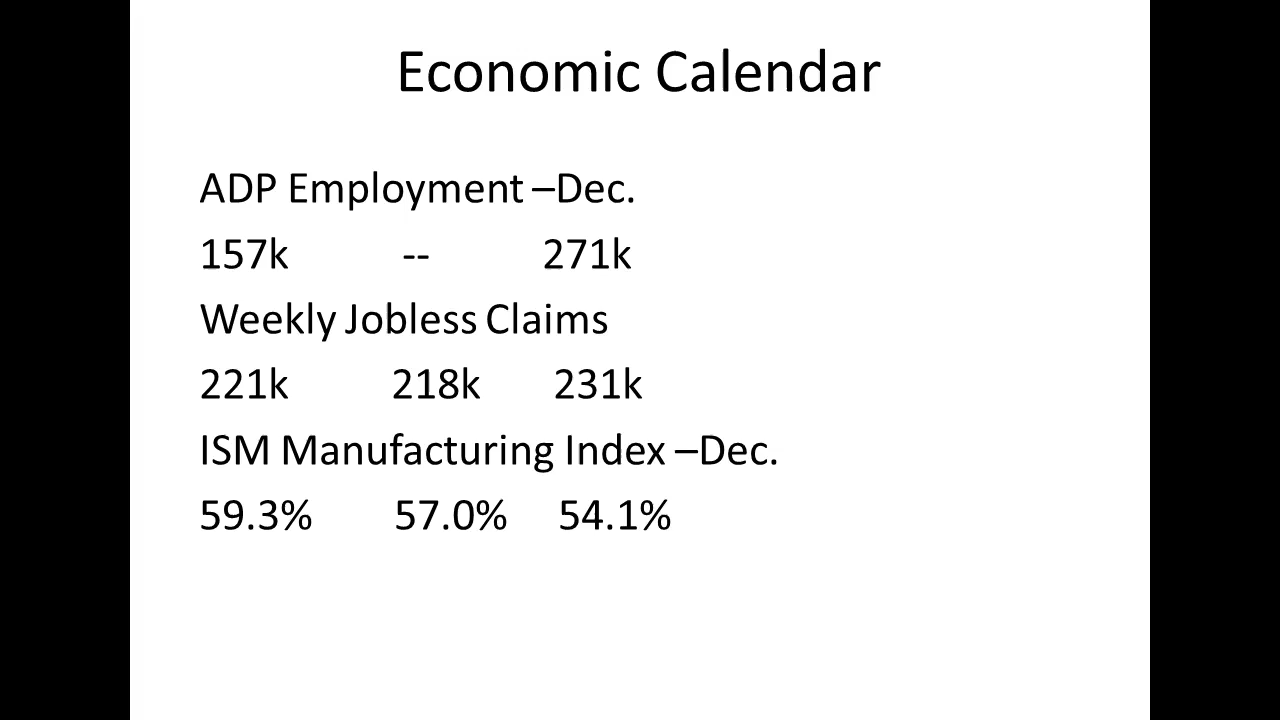 Economic Calendar
ADP Employment –Dec.
157k -- 271k
Weekly Jobless Claims
221k 218k 231k
ISM Manufacturing Index –Dec.
59.3% 57.0% 54.1%